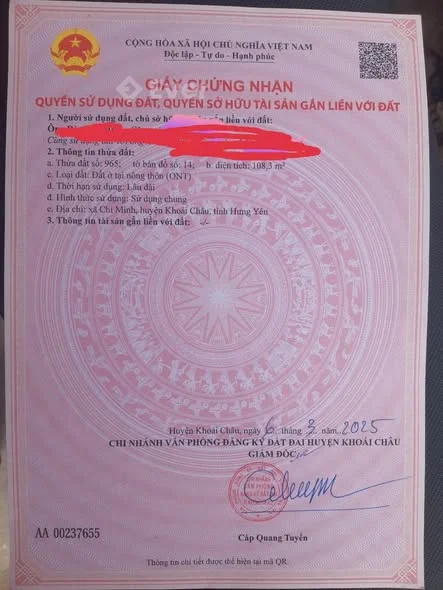 CỘNG HÒA XÃ HỘI CHỦ NGHĨA VIỆT NAM
Độc lập - Tự do - Hạnh phúc
GIẤY CHỨNG NHẬN
QUYỀN SỬ DỤNG ĐẤT, QUYỀN SỞ HỮU TÀI SẢN GẮN LIỀN VỚI ĐẤT
1. Người sử dụng đất, chủ sở gắn liền với đất:
Cùng sử dụng
2. Thông tin thửa đất:
a. Thửa đất số: 965; tờ bản đồ số: 14; b. diện tích: 108,3 m²
c. Loại đất: Đất ở tại nông thôn (ONT)
d. Thời hạn sử dụng: Lâu dài
đ. Hình thức sử dụng: Sử dụng chung
e. Địa chỉ: xã Chí Minh, huyện Khoái Châu, tỉnh Hưng Yên
3. Thông tin tài sản gắn liền với đất: -/-
Huyện Khoái Châu, ngày 6 tháng 3 năm 2025
CHI NHÁNH VĂN PHÒNG ĐĂNG KÝ ĐẤT ĐAI HUYỆN KHOÁI CHÂU
GIÁM ĐỐC
AA 00237655
Cáp Quang Tuyến
Thông tin chi tiết được thể hiện tại mã QR.